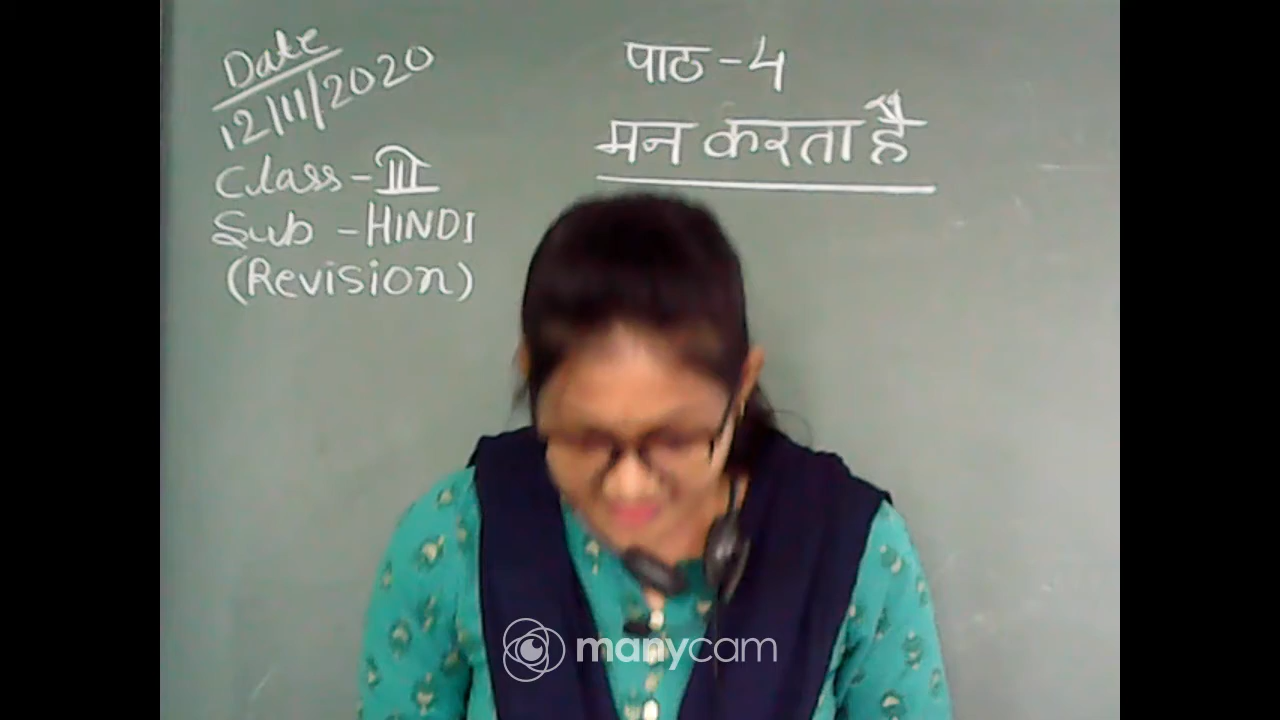 Date
12/11/2020
Class-III
Sub - HINDI
(Revision)
पाठ-4
मन करता है
manycam